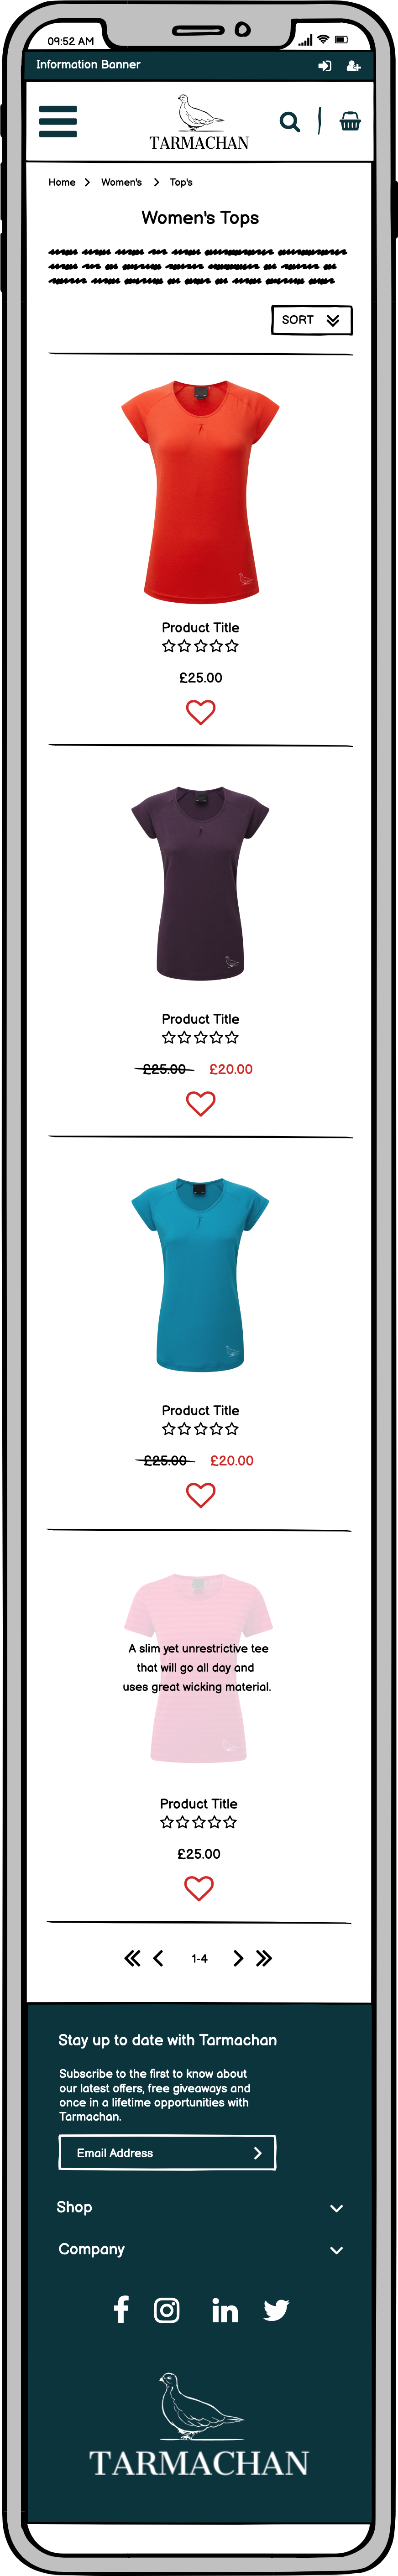 09:52 AM
Information Banner
TARMACHAN
Home > Women's > Top's
Women's Tops
SORT
Product Title
£25.00
Product Title
£25.00 £20.00
Product Title
£25.00 £20.00
A slim yet unrestrictive tee
that will go all day and
uses great wicking material.
Product Title
£25.00
1-4
Stay up to date with Tarmachan
Subscribe to the first to know about
our latest offers, free giveaways and
once in a lifetime opportunities with
Tarmachan.
Email Address
Shop
Company
TARMACHAN